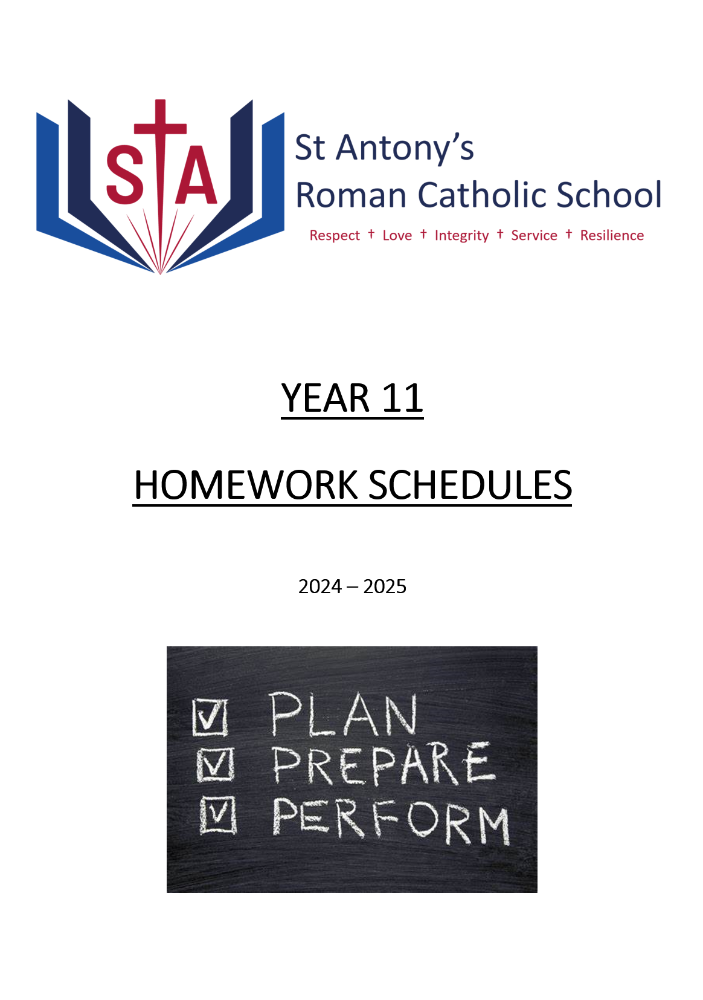 STA
St Antony’s
Roman Catholic School
Respect † Love † Integrity † Service † Resilience
YEAR 11
HOMEWORK SCHEDULES
2024 – 2025
PLAN
PREPARE
PERFORM